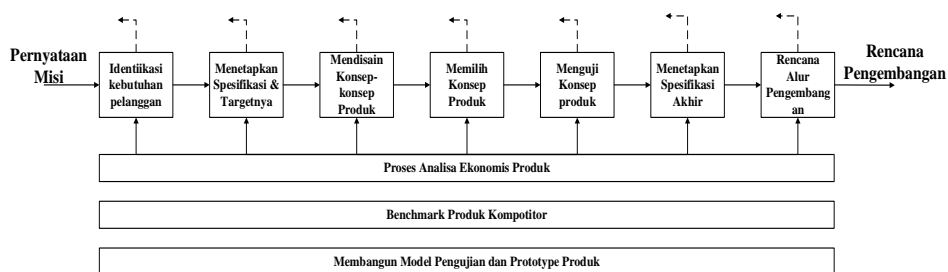 Pernyataan
Misi
Identiikasi
kebutuhan
pelanggan
Menetapkan
Spesifikasi &
Targetnya
Mendisain
Konsep-
konsep
Produk
Memilih
Konsep
Produk
Menguji
Konsep
produk
Menetapkan
Spesifikasi
Akhir
Rencana
Alur
Pengembang
an
Rencana
Pengembangan
Proses Analisa Ekonomis Produk
Benchmark Produk Kompotitor
Membangun Model Pengujian dan Prototype Produk